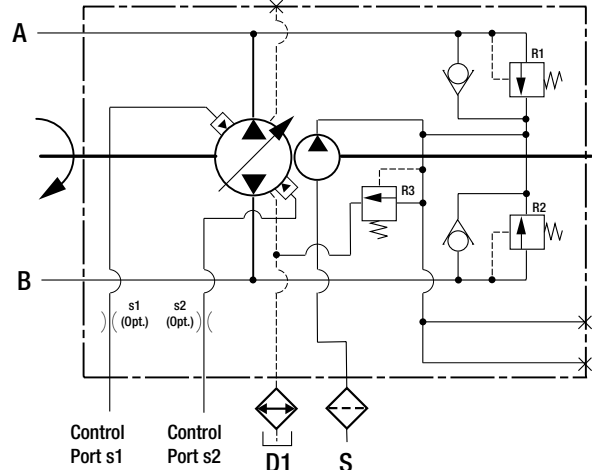 A
R1
R3
R2
B
s1
(Opt.)
s2
(Opt.)
Control
Port s1
Control
Port s2
D1
S